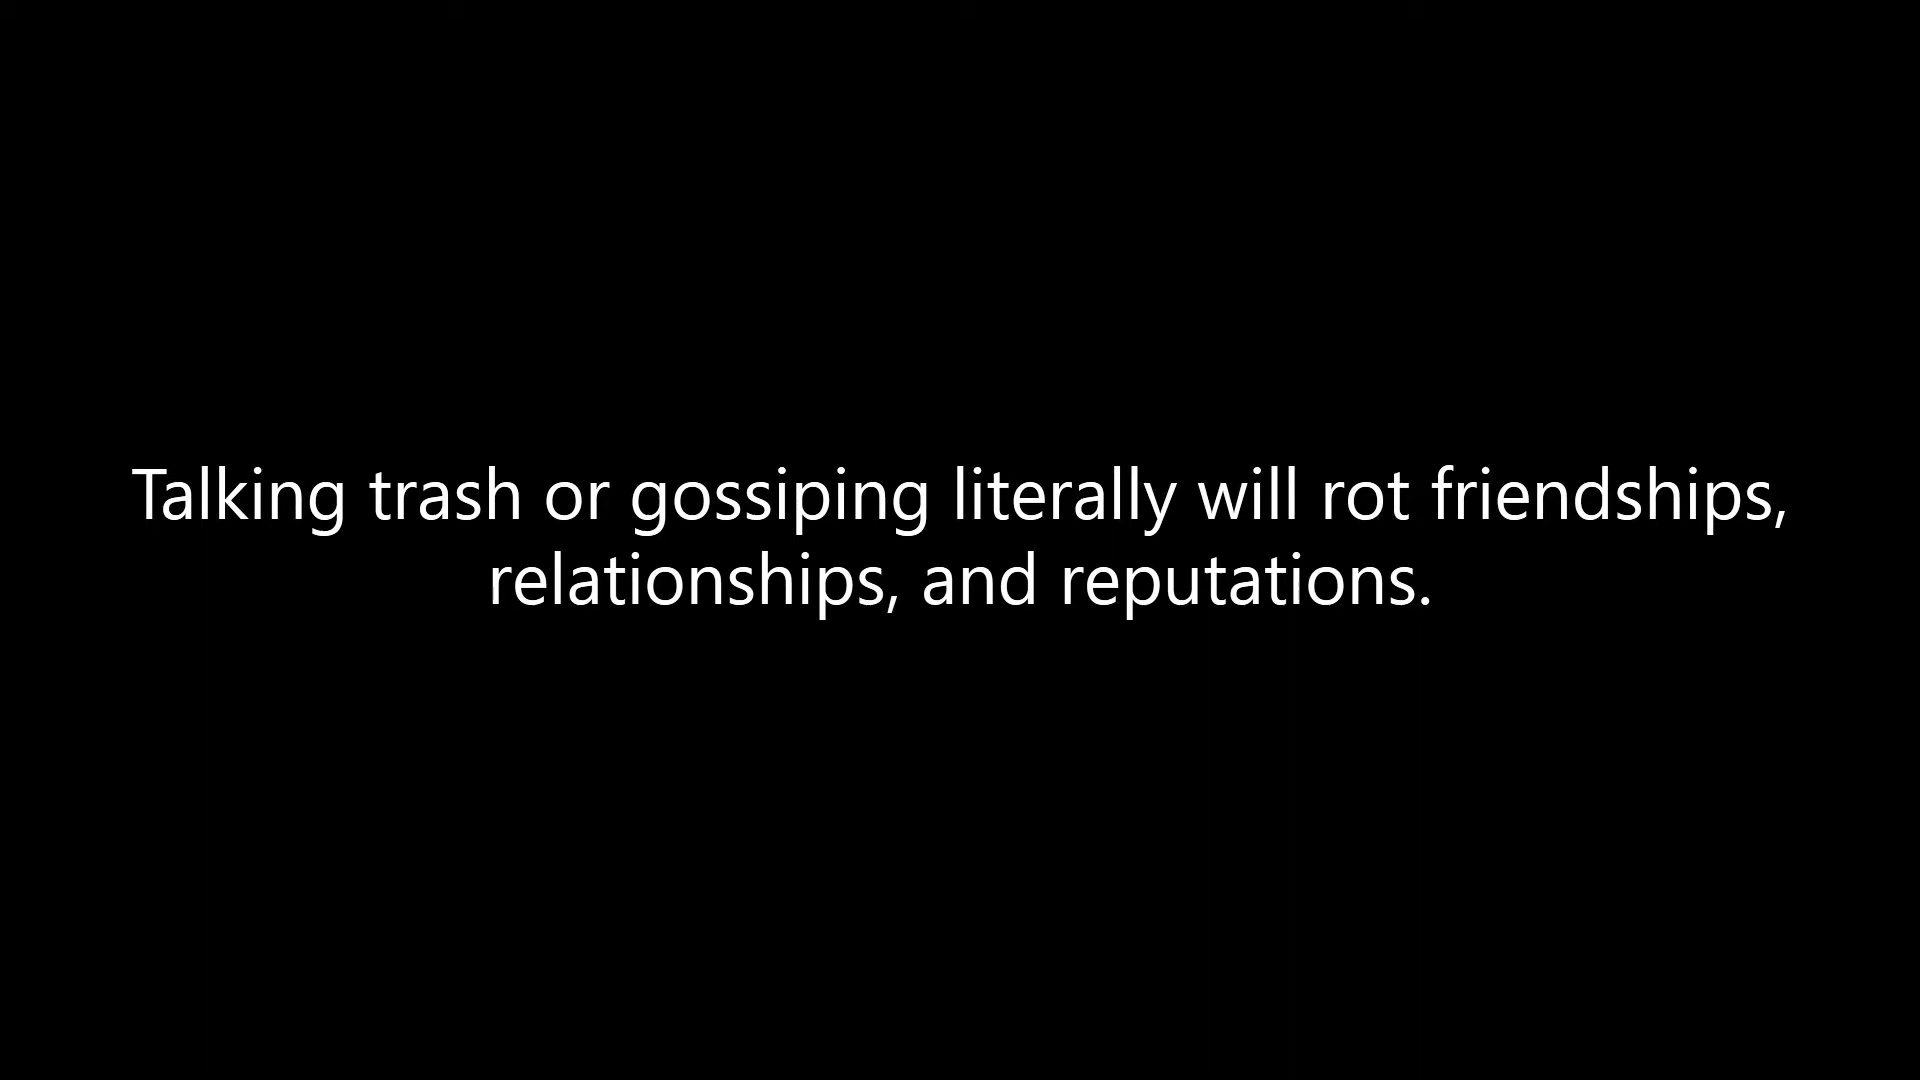 Talking trash or gossiping literally will rot friendships,
relationships, and reputations.